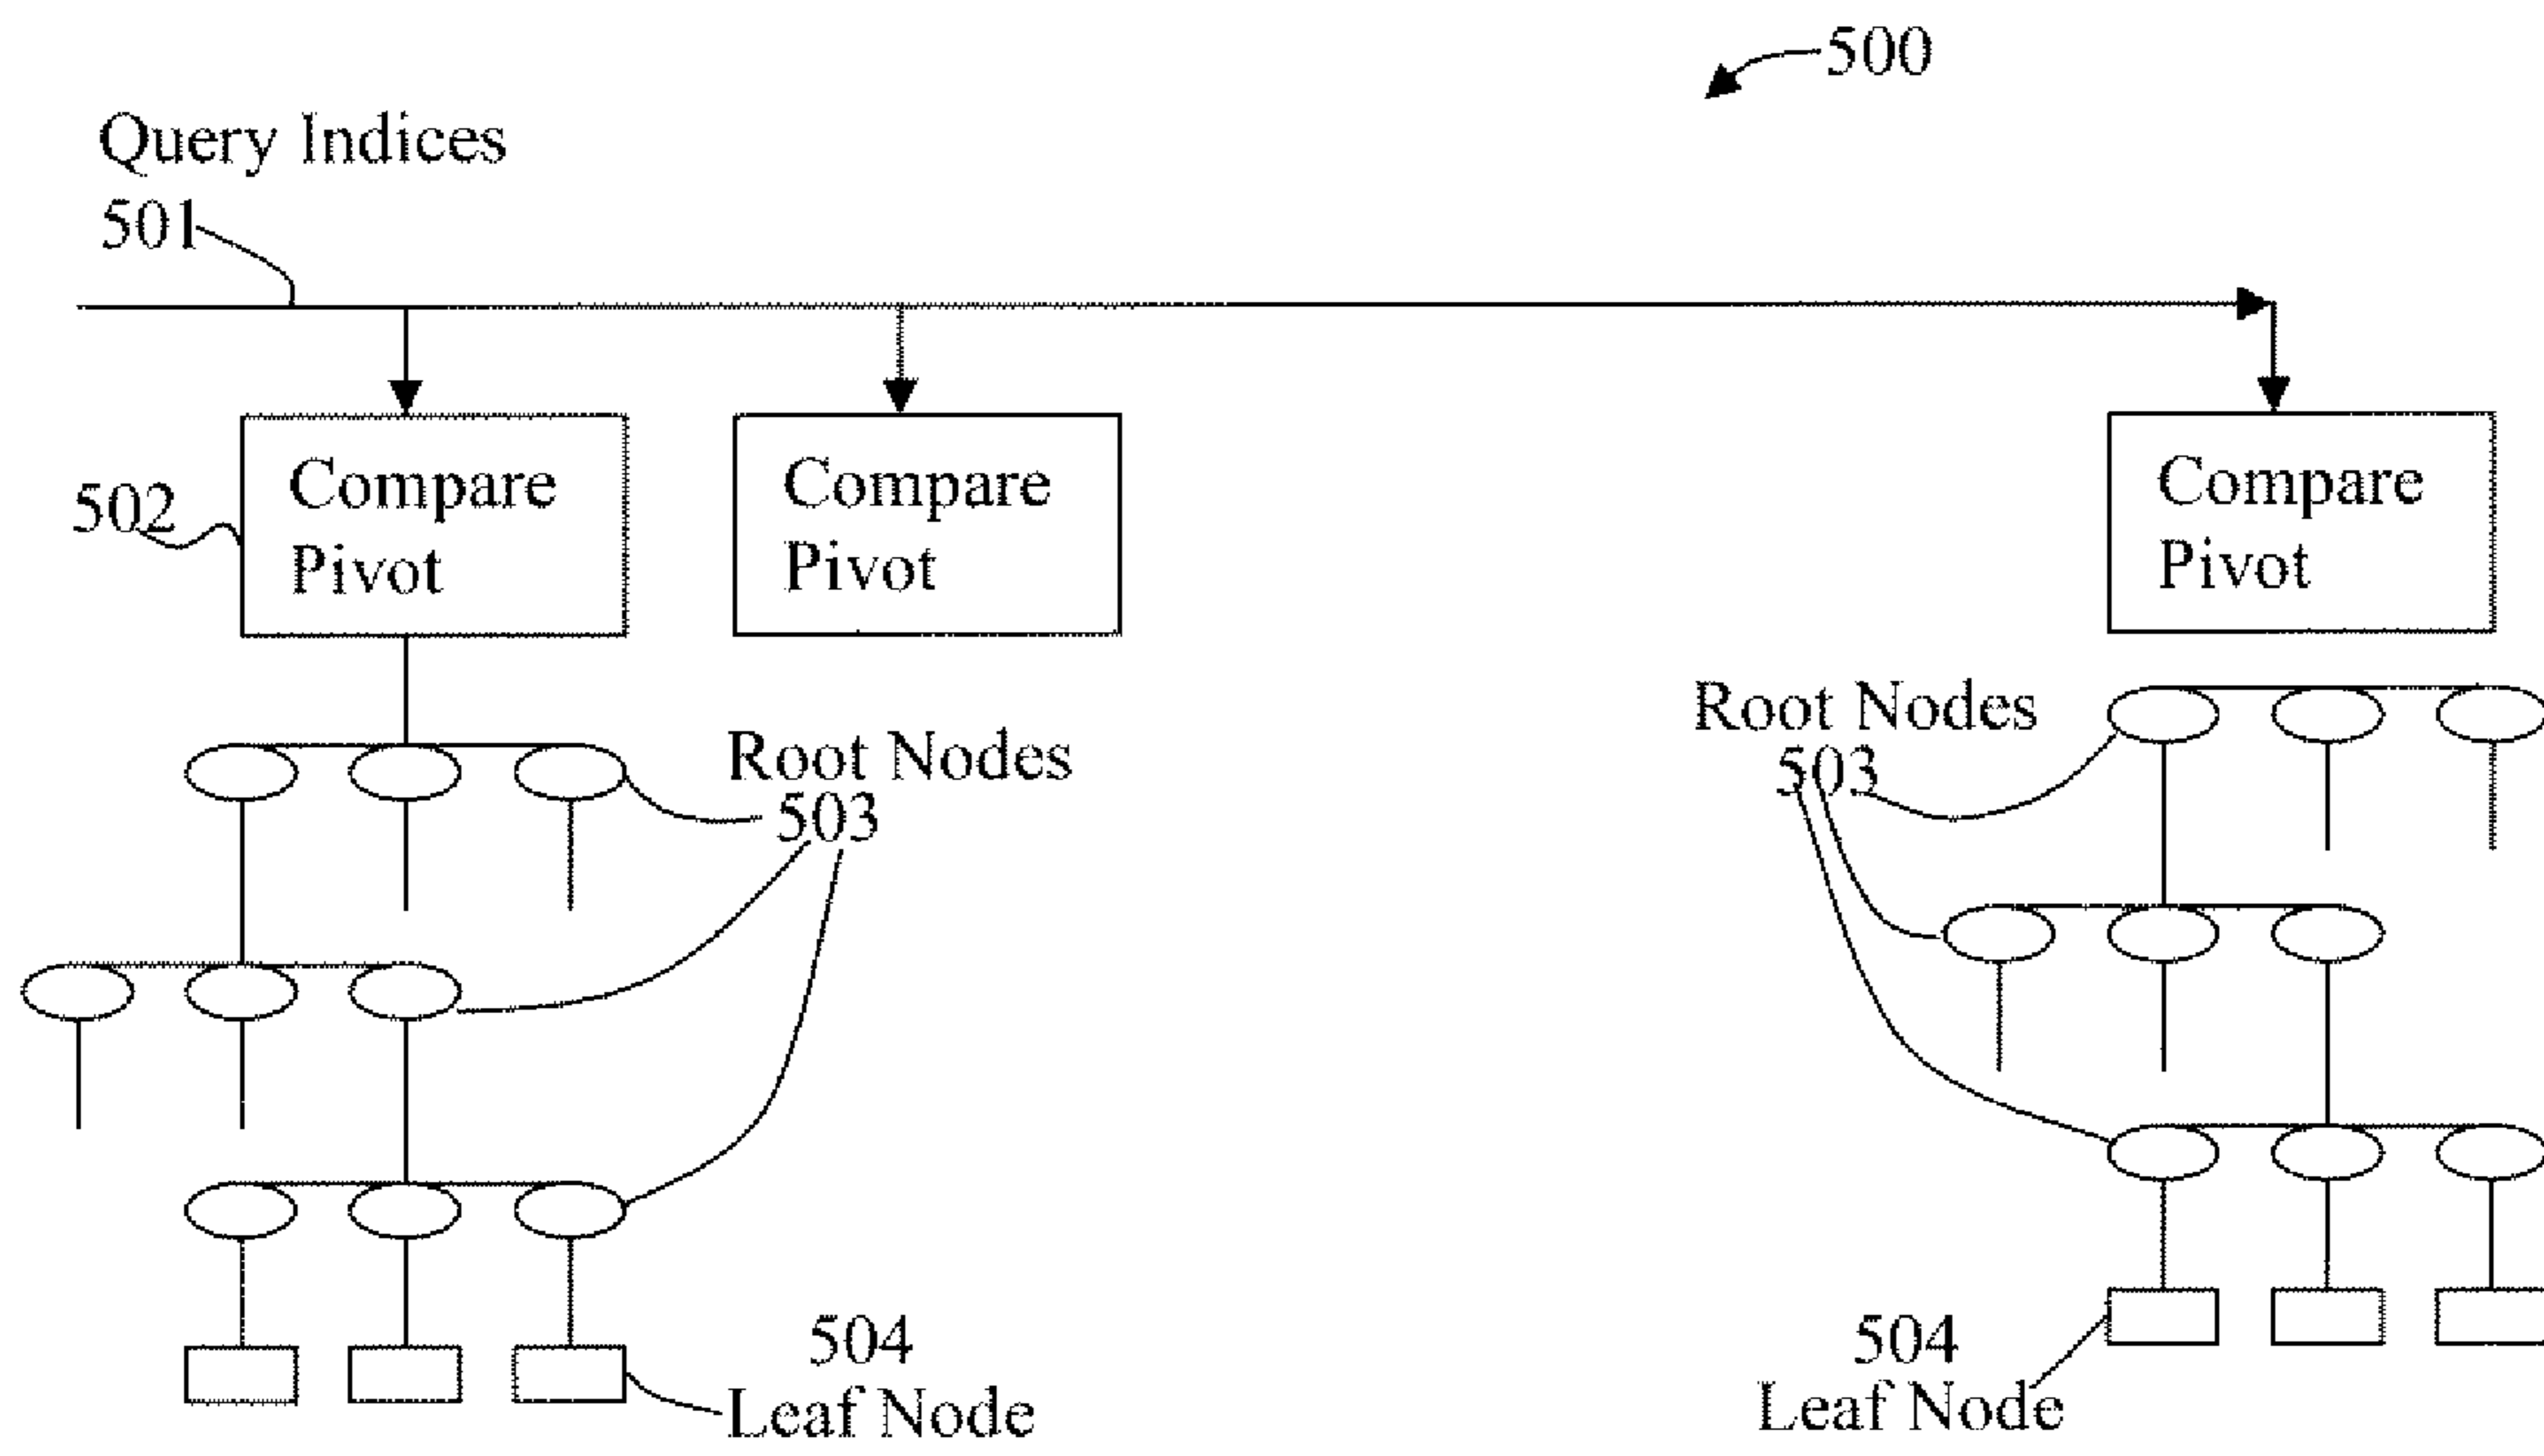 500
Query Indices
501
502
Compare
Pivot
Compare
Pivot
Compare
Pivot
Root Nodes
503
Root Nodes
503
504
Leaf Node
504
Leaf Node